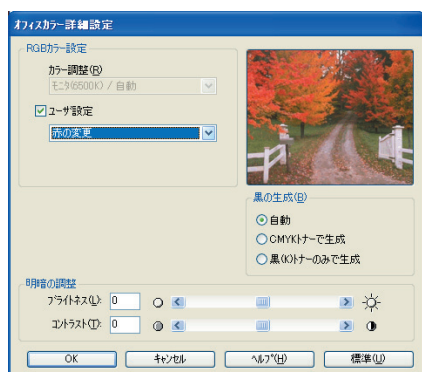 オフィスカラー詳細設定
RGBカラー設定
カラー調整(R)
モニタ(6500K) / 自動
ユーザ設定
赤の変更
黒の生成(B)
自動
CMYKトナーで生成
黒(K)トナーのみで生成
明暗の調整
ブライトネス(L): 0
コントラスト(T): 0
OK キャンセル ヘルプ(H) 標準(U)